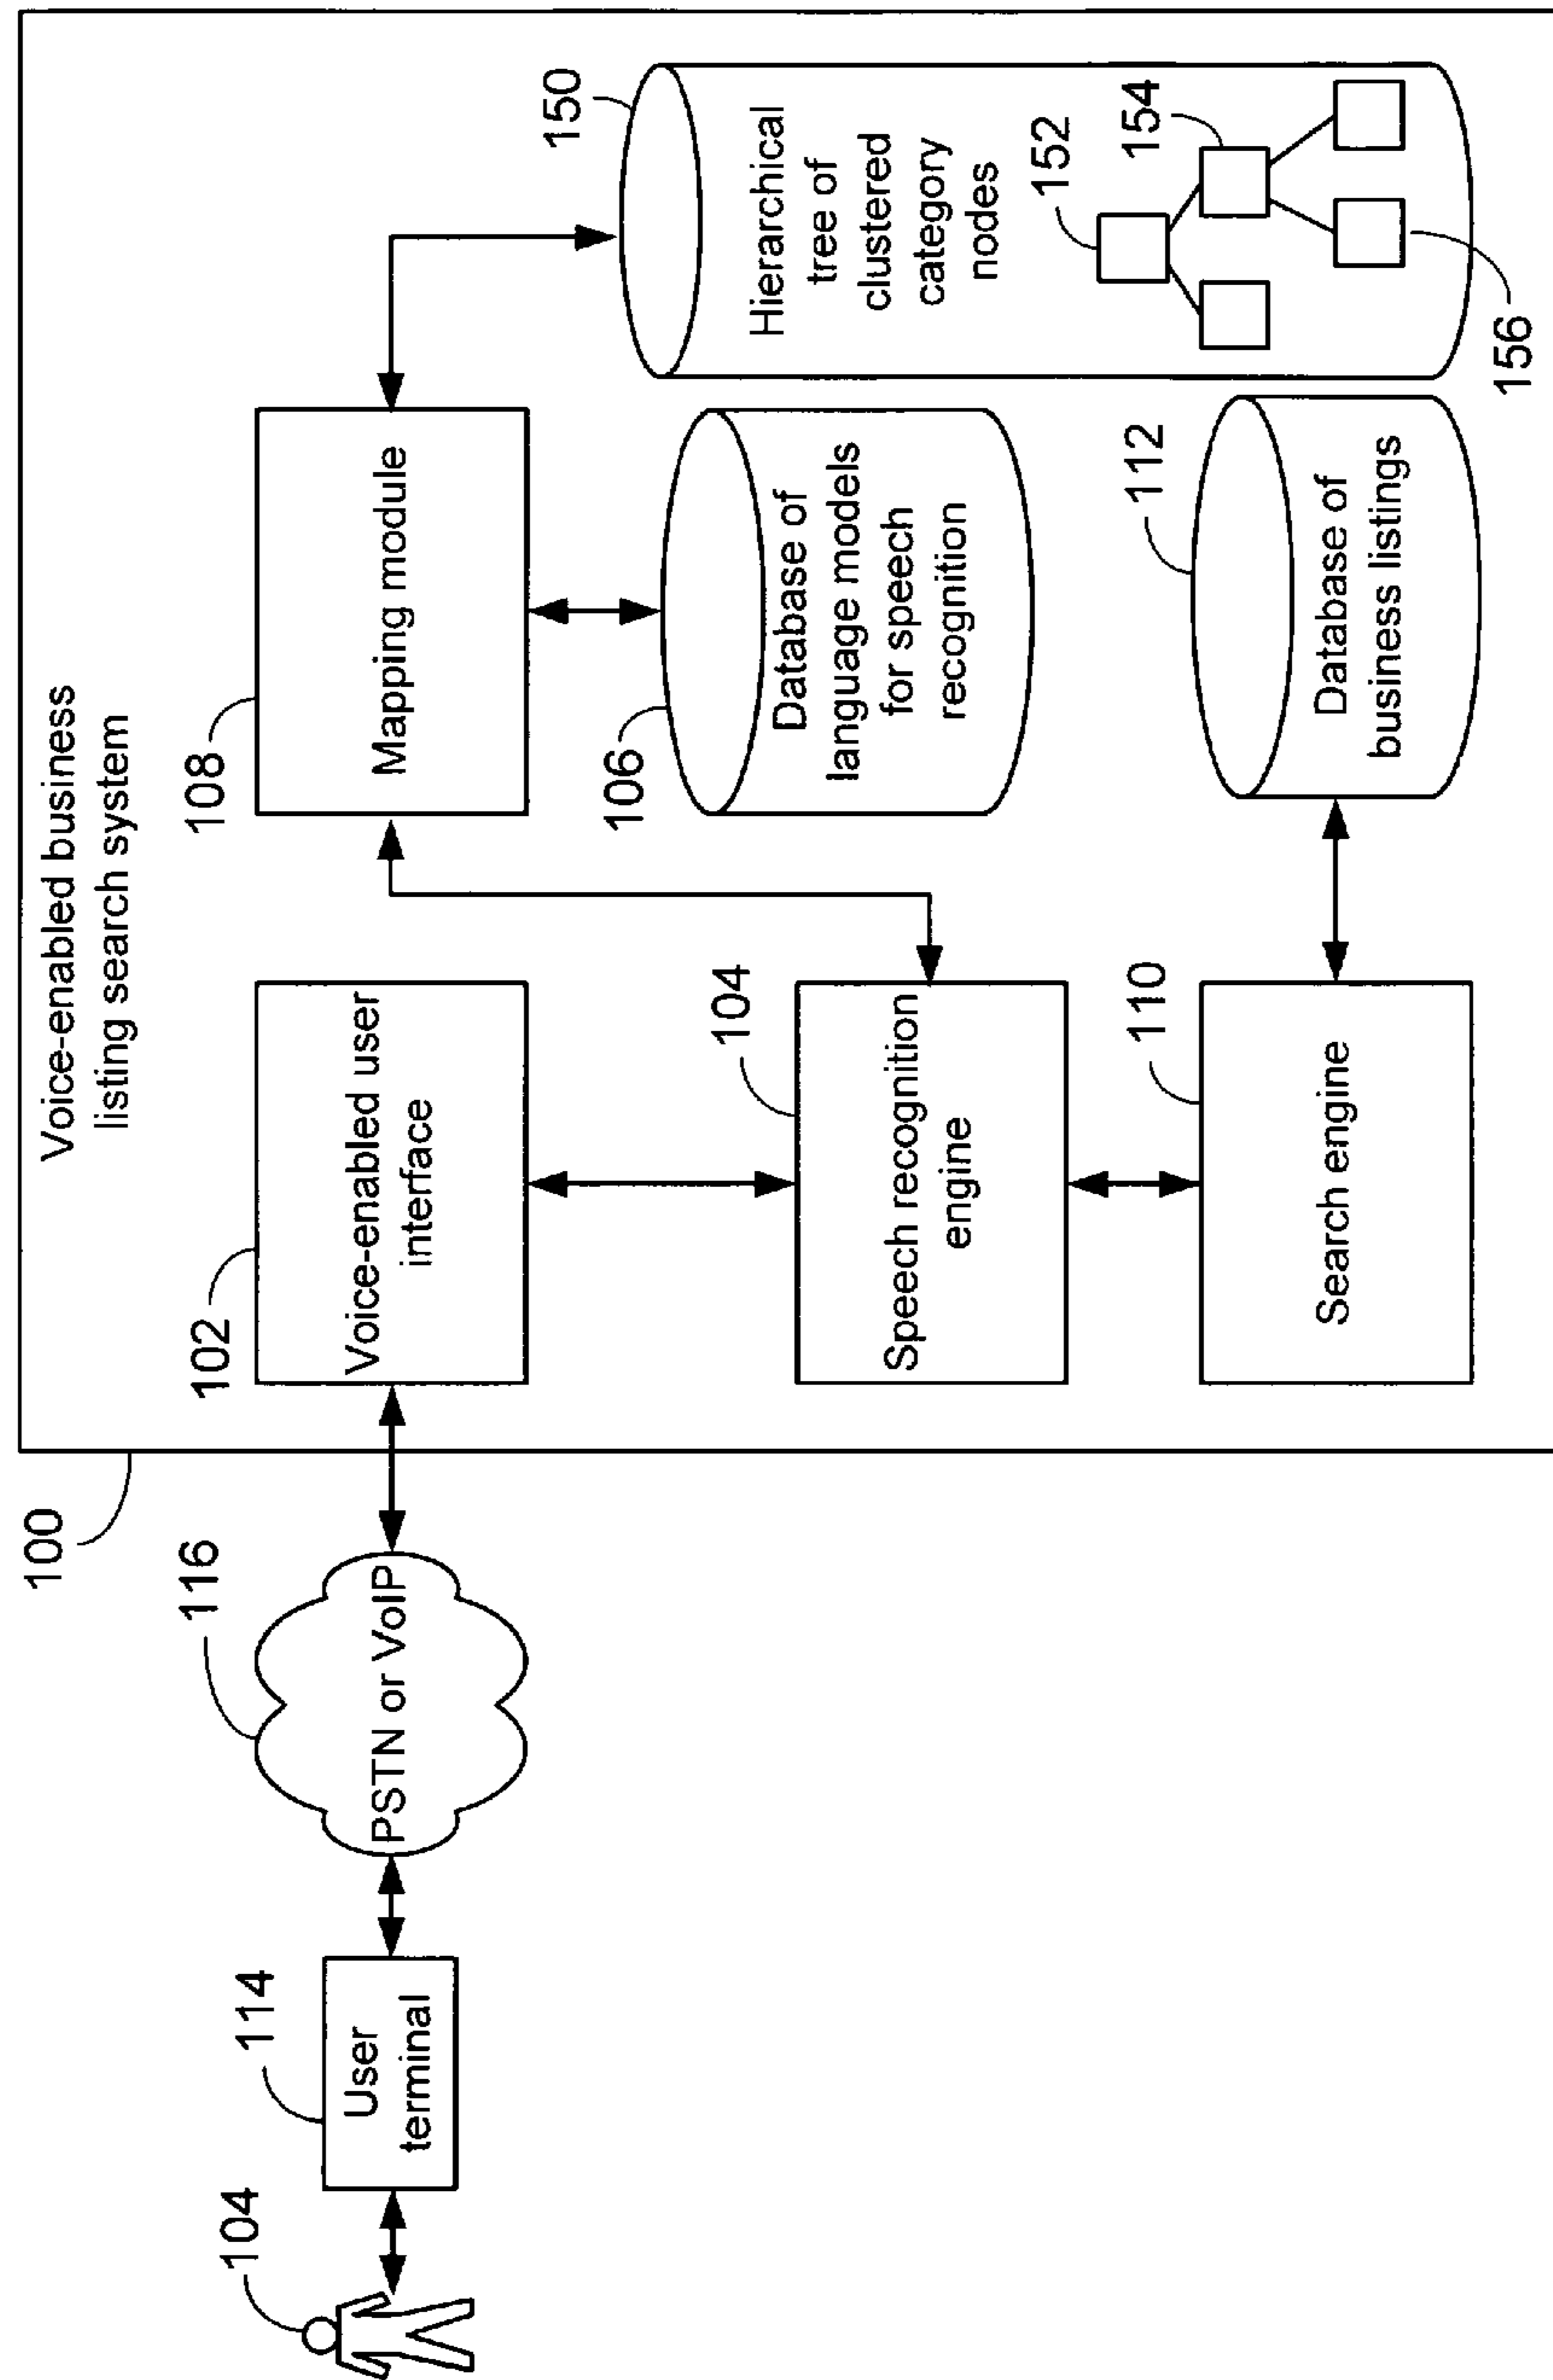 Voice-enabled business
listing search system
100
104
User
terminal
114
PSTN or VoIP
116
102
Voice-enabled user
interface
108
Mapping module
150
Hierarchical
tree of
clustered
category
nodes
152
154
156
106
Database of
language models
for speech
recognition
104
Speech recognition
engine
110
Search engine
112
Database of
business listings